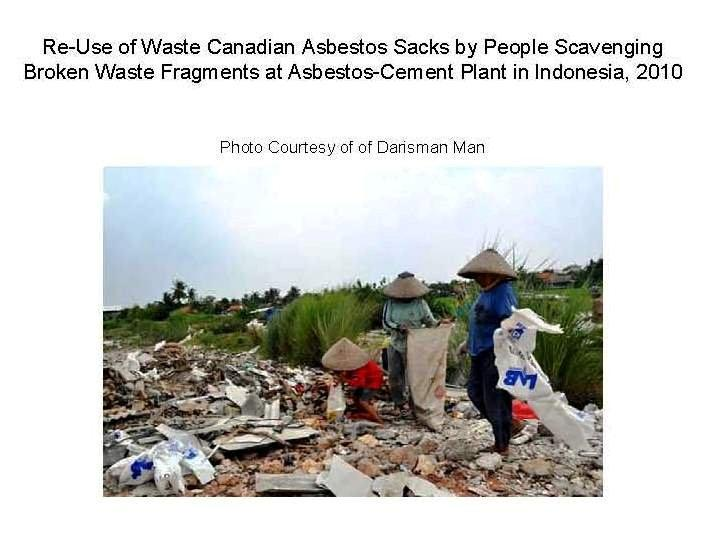 Re-Use of Waste Canadian Asbestos Sacks by People Scavenging
Broken Waste Fragments at Asbestos-Cement Plant in Indonesia, 2010
Photo Courtesy of of Darisman Man
LAB